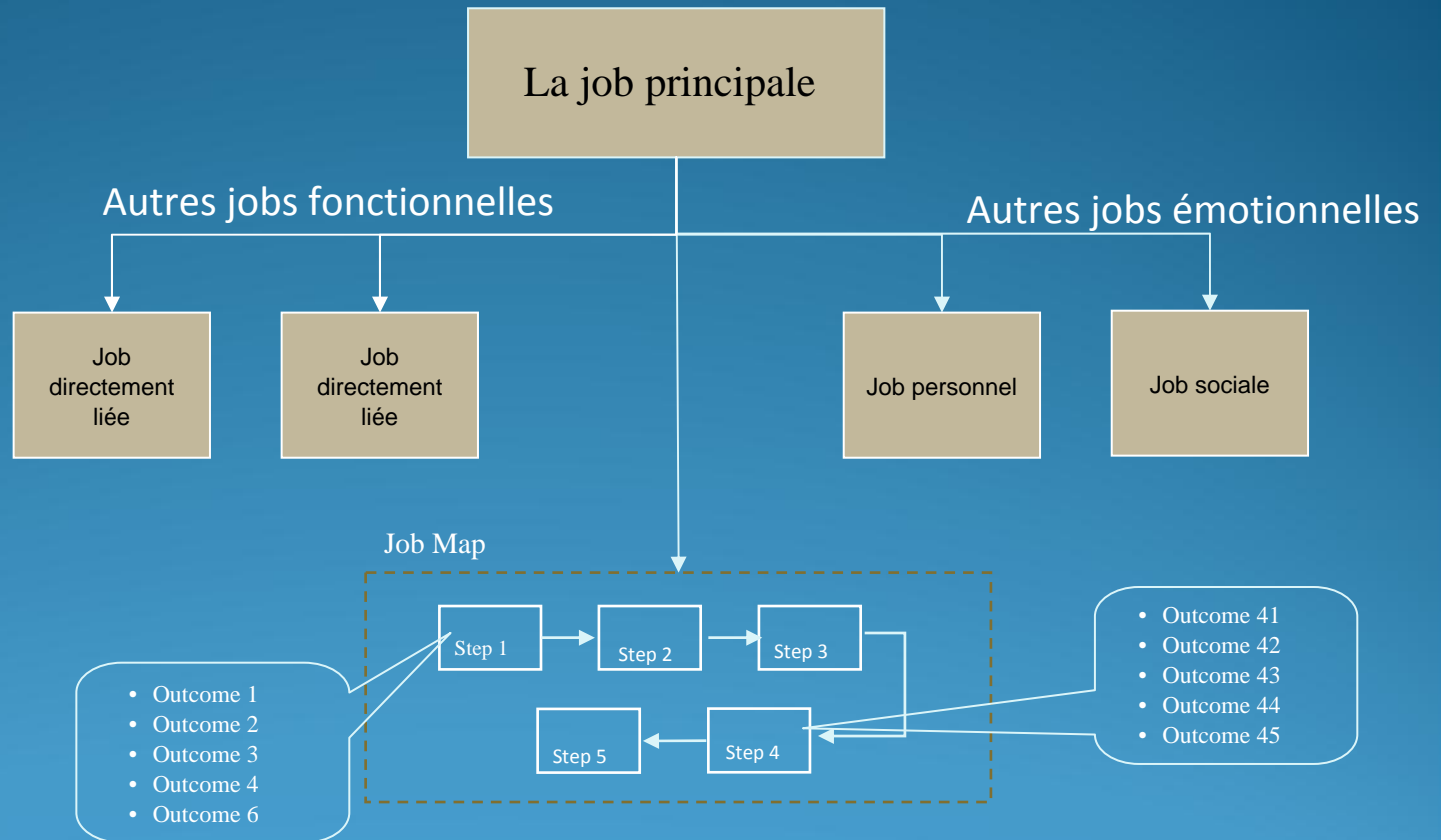 La job principale
Autres jobs fonctionnelles
Autres jobs émotionnelles
Job
directement
liée
Job
directement
liée
Job personnel
Job sociale
Job Map
Step 1
Step 2
Step 3
Step 5
Step 4
• Outcome 1
• Outcome 2
• Outcome 3
• Outcome 4
• Outcome 6
• Outcome 41
• Outcome 42
• Outcome 43
• Outcome 44
• Outcome 45